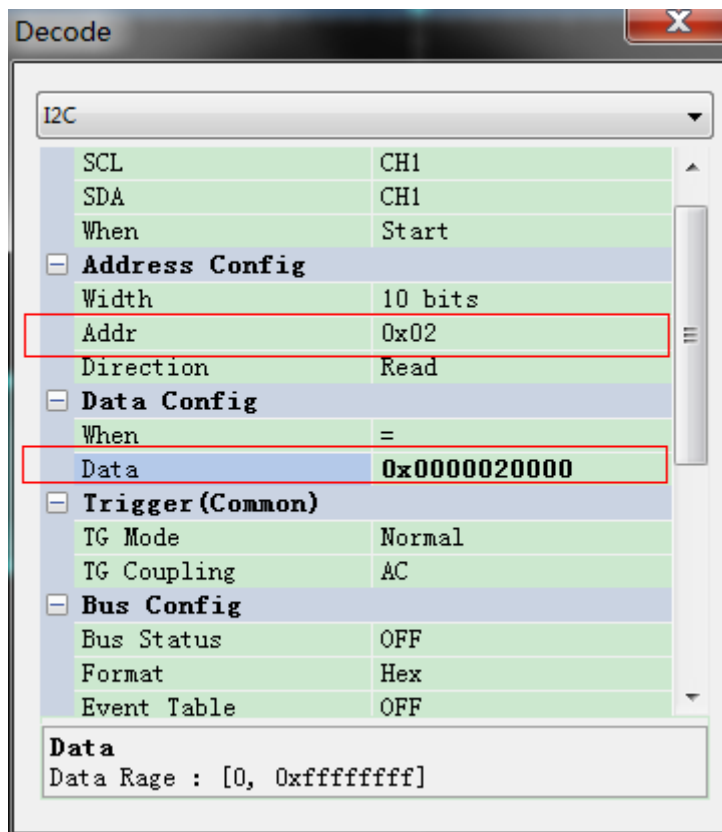 Decode
I2C
SCL CH1
SDA CH1
When Start
Address Config
Width 10 bits
Addr 0x02
Direction Read
Data Config
When =
Data 0x0000020000
Trigger(Common)
TG Mode Normal
TG Coupling AC
Bus Config
Bus Status OFF
Format Hex
Event Table OFF
Data
Data Rage : [0, 0xffffffff]